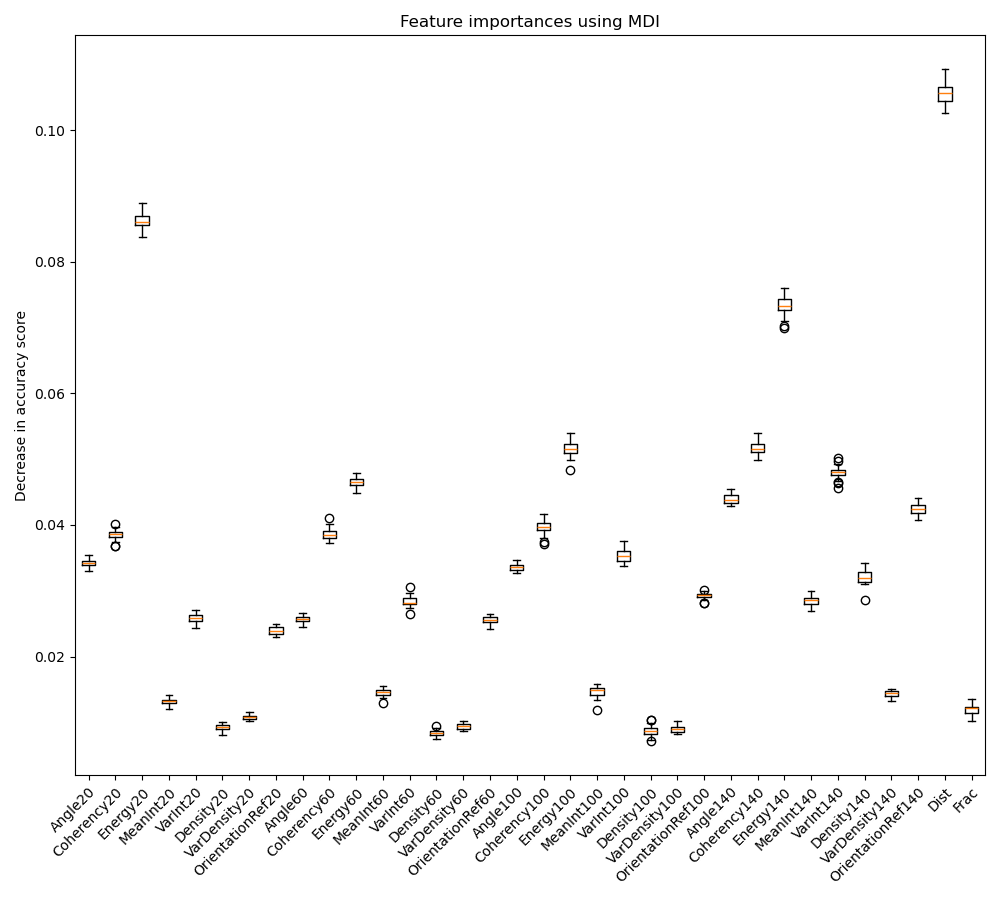 Feature importances using MDI
Decrease in accuracy score
0.10
0.08
0.06
0.04
0.02
Angle20
Coherency20
Energy20
MeanInt20
VarInt20
Density20
VarDensity20
OrientationRef20
Angle60
Coherency60
Energy60
MeanInt60
VarInt60
Density60
VarDensity60
OrientationRef60
Angle100
Coherency100
Energy100
MeanInt100
VarInt100
Density100
VarDensity100
OrientationRef100
Angle140
Coherency140
Energy140
MeanInt140
VarInt140
Density140
VarDensity140
OrientationRef140
Dist
Frac